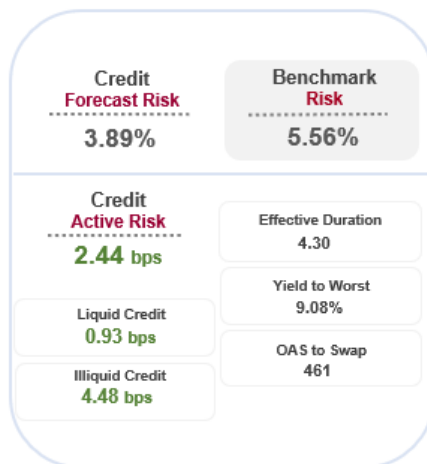 Credit
Forecast Risk
3.89%
Benchmark
Risk
5.56%
Credit
Active Risk
2.44 bps
Liquid Credit
0.93 bps
Illiquid Credit
4.48 bps
Effective Duration
4.30
Yield to Worst
9.08%
OAS to Swap
461